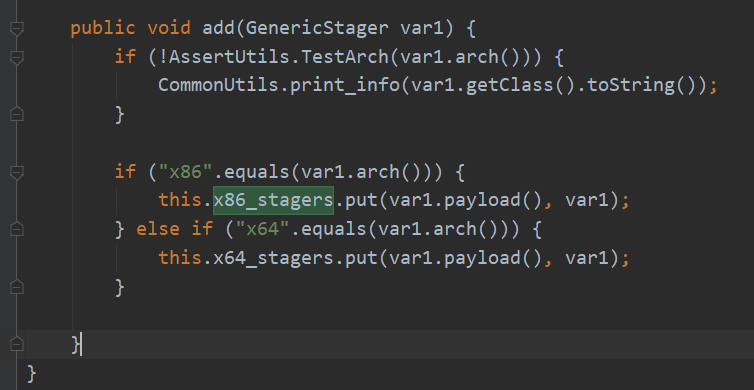 public void add(GenericStager var1) {
if (!AssertUtils.TestArch(var1.arch())) {
CommonUtils.print_info(var1.getClass().toString());
}
if ("x86".equals(var1.arch())) {
this.x86_stagers.put(var1.payload(), var1);
} else if ("x64".equals(var1.arch())) {
this.x64_stagers.put(var1.payload(), var1);
}
}
}